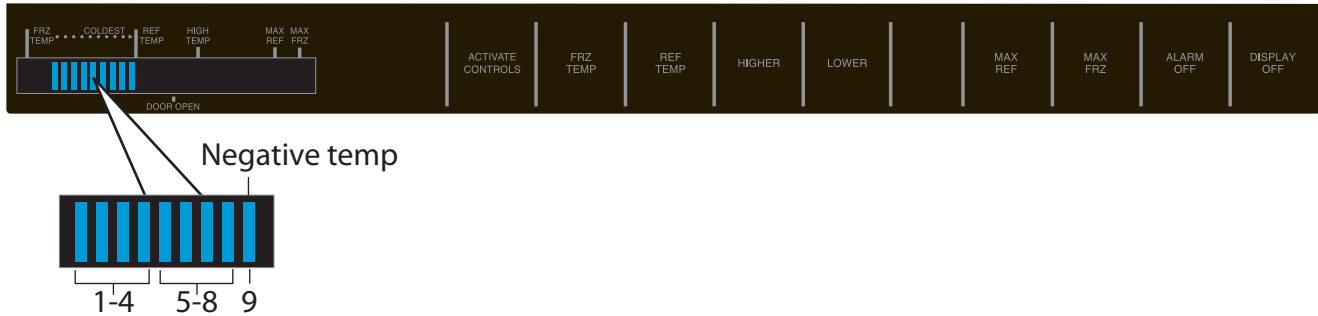 FRZ
TEMP
COLDEST
REF
TEMP
HIGH
TEMP
MAX
REF
MAX
FRZ
DOOR OPEN
ACTIVATE
CONTROLS
FRZ
TEMP
REF
TEMP
HIGHER
LOWER
MAX
REF
MAX
FRZ
ALARM
OFF
DISPLAY
OFF
Negative temp
1-4
5-8
9